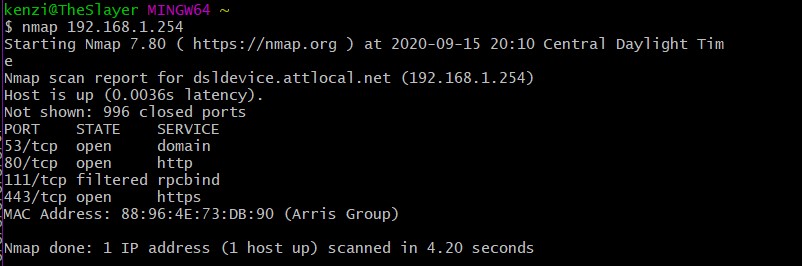 kenzi@TheSlayer MINGW64 ~
$ nmap 192.168.1.254
Starting Nmap 7.80 ( https://nmap.org ) at 2020-09-15 20:10 Central Daylight Tim
e
Nmap scan report for dsldevice.attlocal.net (192.168.1.254)
Host is up (0.0036s latency).
Not shown: 996 closed ports
PORT    STATE    SERVICE
53/tcp  open     domain
80/tcp  open     http
111/tcp filtered rpcbind
443/tcp open     https
MAC Address: 88:96:4E:73:DB:90 (Arris Group)
Nmap done: 1 IP address (1 host up) scanned in 4.20 seconds